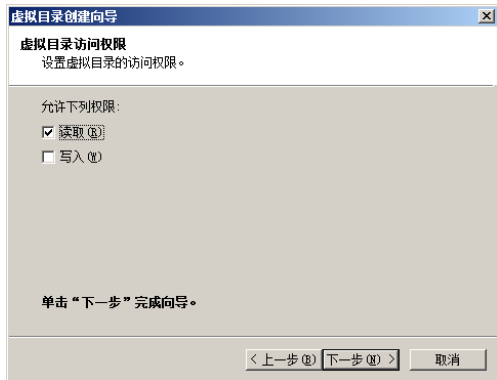 虚拟目录创建向导
虚拟目录访问权限
设置虚拟目录的访问权限。
允许下列权限:
读取(R)
写入(W)
单击“下一步”完成向导。
< 上一步(B) 下一步(N) > 取消